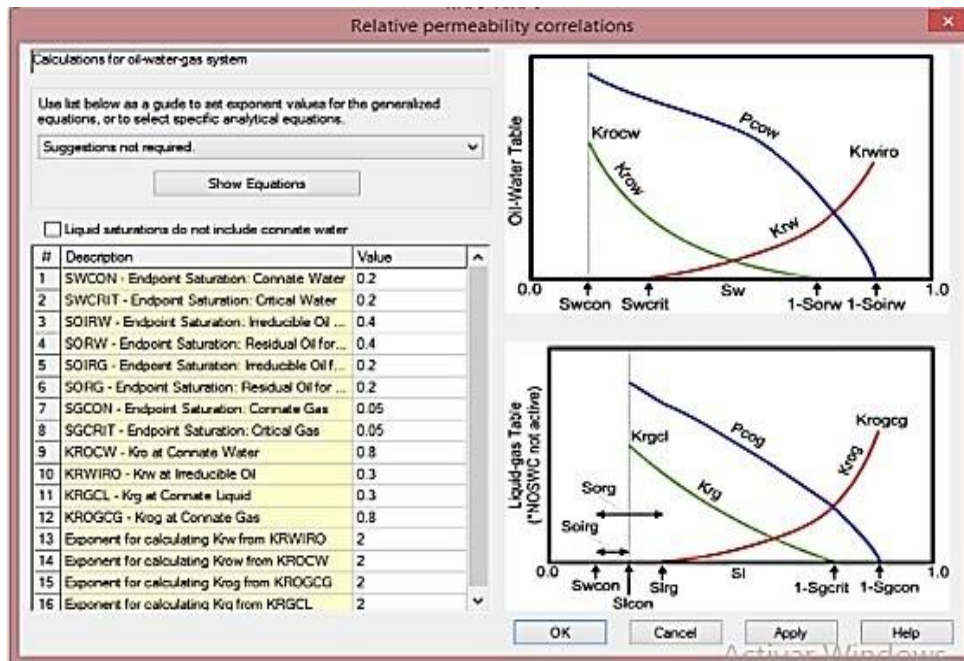 Relative permeability correlations
Calculations for oil-water-gas system
Use list below as a guide to set exponent values for the generalized
equations, or to select specific analytical equations.
Suggestions not required.
Show Equations
Liquid saturations do not include connate water
# Description Value
1 SWCON - Endpoint Saturation: Connate Water 0.2
2 SWCRIT - Endpoint Saturation: Critical Water 0.2
3 SOIRW - Endpoint Saturation: Irreducible Oil ... 0.4
4 SORW - Endpoint Saturation: Residual Oil for... 0.4
5 SOIRG - Endpoint Saturation: Irreducible Oil f... 0.2
6 SORG - Endpoint Saturation: Residual Oil for ... 0.2
7 SGCON - Endpoint Saturation: Connate Gas 0.05
8 SGCRIT - Endpoint Saturation: Critical Gas 0.05
9 KROCW - Kro at Connate Water 0.8
10 KRWIRO - Krw at Irreducible Oil 0.3
11 KRGCL - Krg at Connate Liquid 0.3
12 KROGCG - Krog at Connate Gas 0.8
13 Exponent for calculating Krw from KRWIRO 2
14 Exponent for calculating Krow from KROCW 2
15 Exponent for calculating Krog from KROGCG 2
16 Exponent for calculating Krg from KRGCL 2
Oil-Water Table
Krocw
Pcow
Krwiro
Krow
Krw
0.0 Sw 1.0
Swcon Swcrit 1-Sorw 1-Soirw
Liquid-gas Table
(*NOSWC not active)
Krgcl
Pcog
Krogcg
Krog
Krg
Sorg
Soirg
0.0 Sl 1.0
Swcon Slrg 1-Sgcrit 1-Sgcon
Slcon
OK Cancel Apply Help
Activar Windows